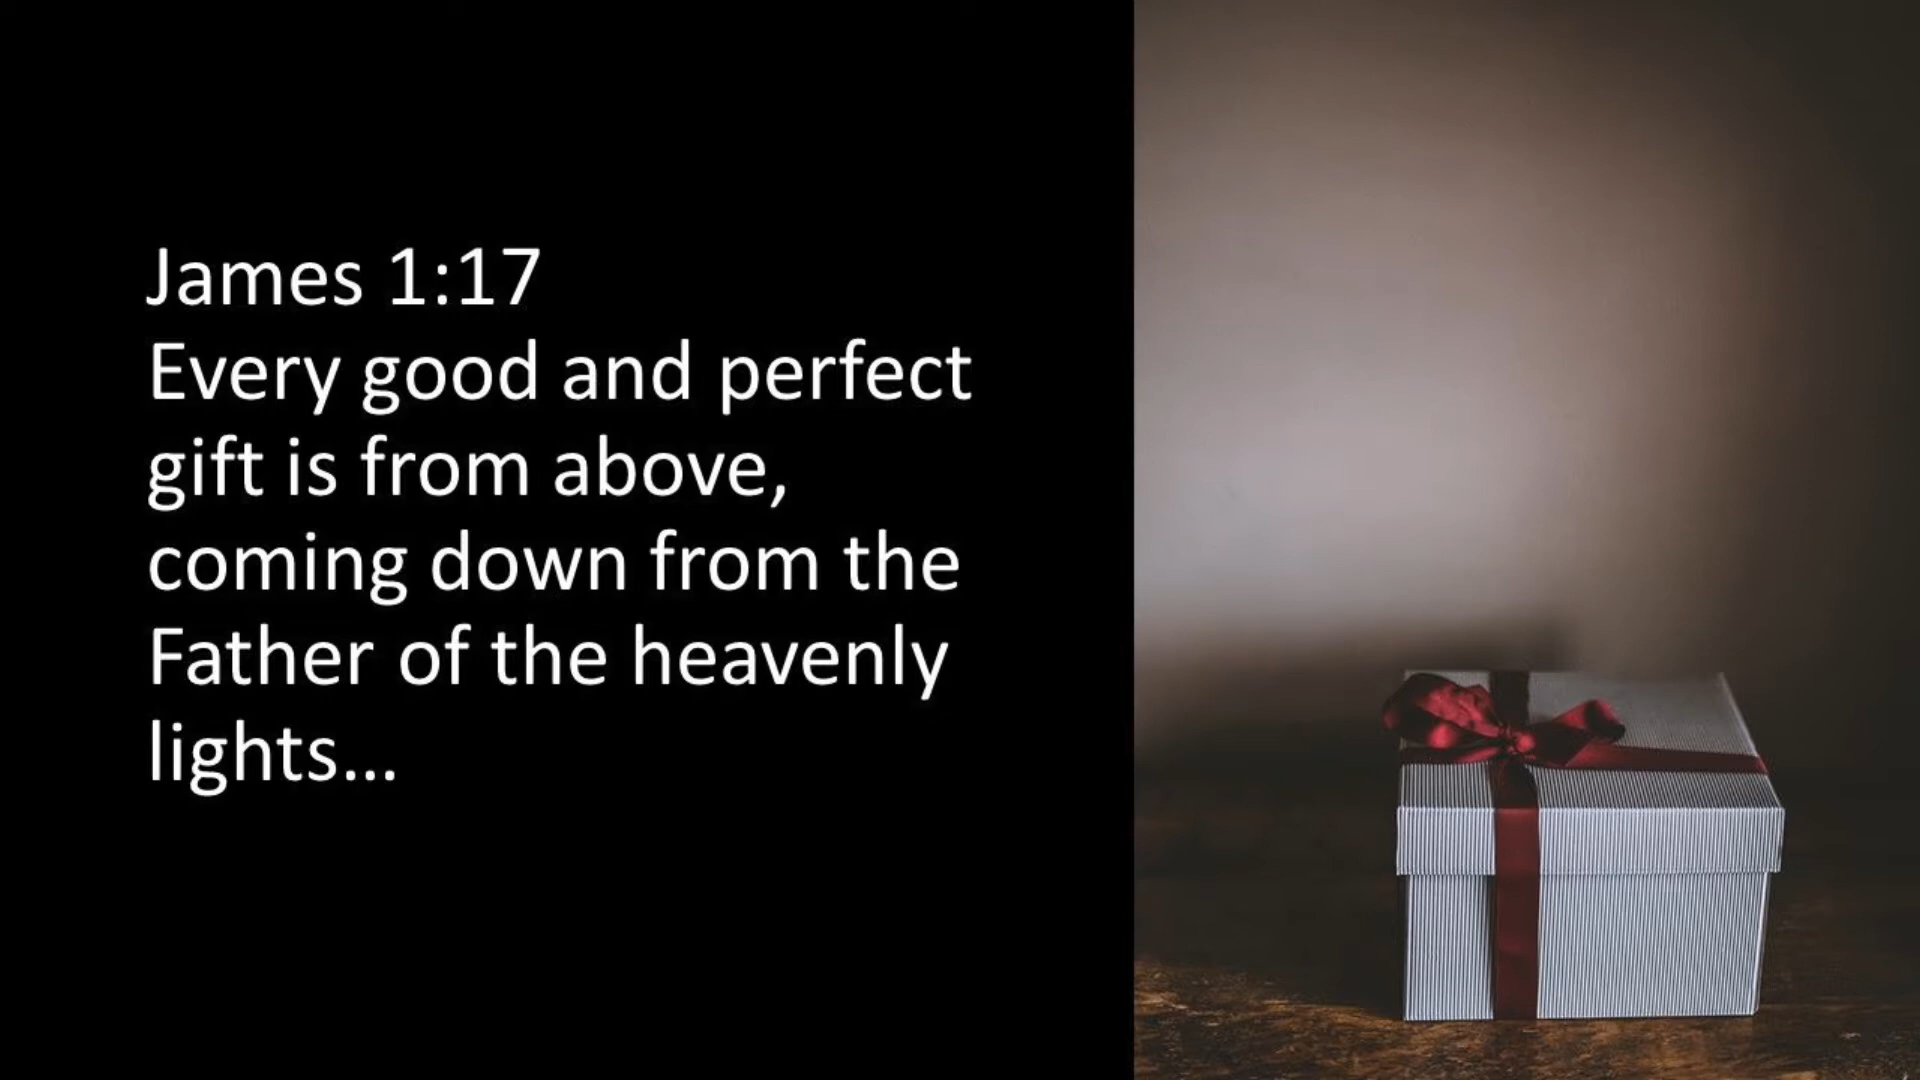 James 1:17
Every good and perfect
gift is from above,
coming down from the
Father of the heavenly
lights...